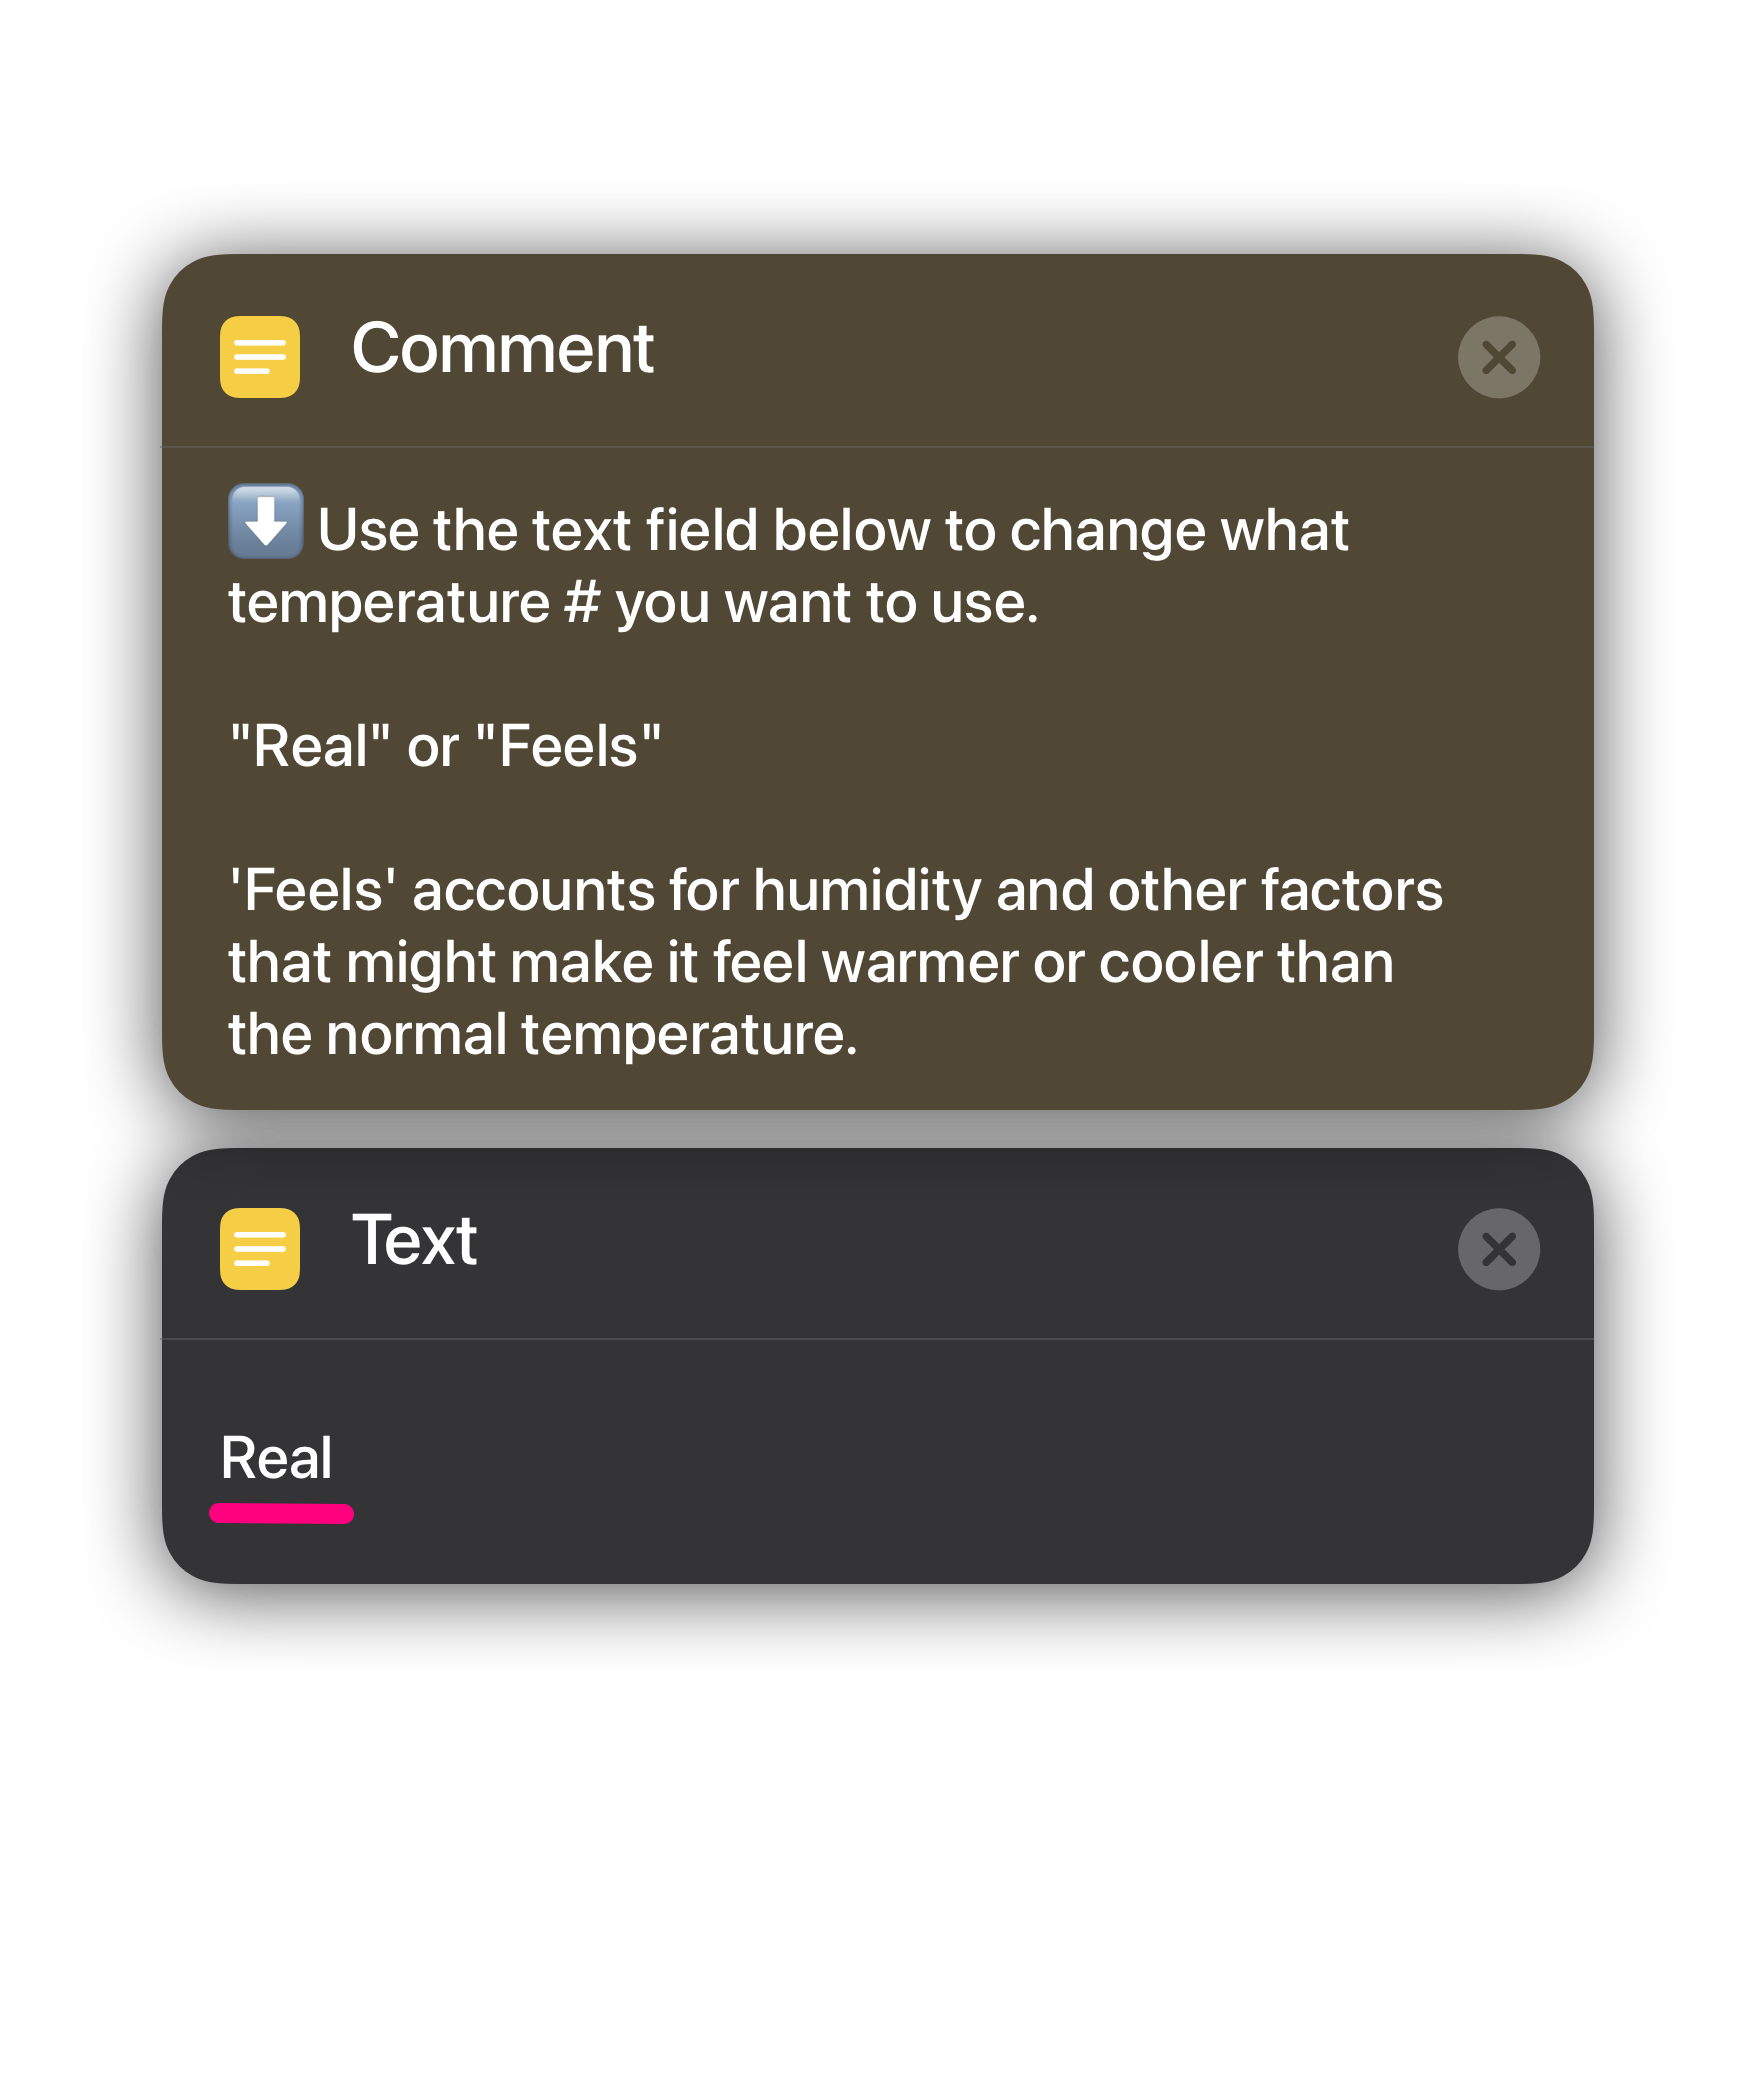 Comment
⬇️ Use the text field below to change what
temperature # you want to use.
"Real" or "Feels"
'Feels' accounts for humidity and other factors
that might make it feel warmer or cooler than
the normal temperature.
Text
Real